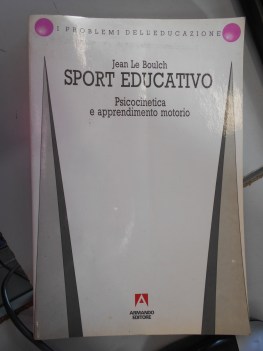 I PROBLEMI DELL'EDUCAZIONE
Jean Le Boulch
SPORT EDUCATIVO
Psicocinetica
e apprendimento motorio
ARMANDO
EDITORE